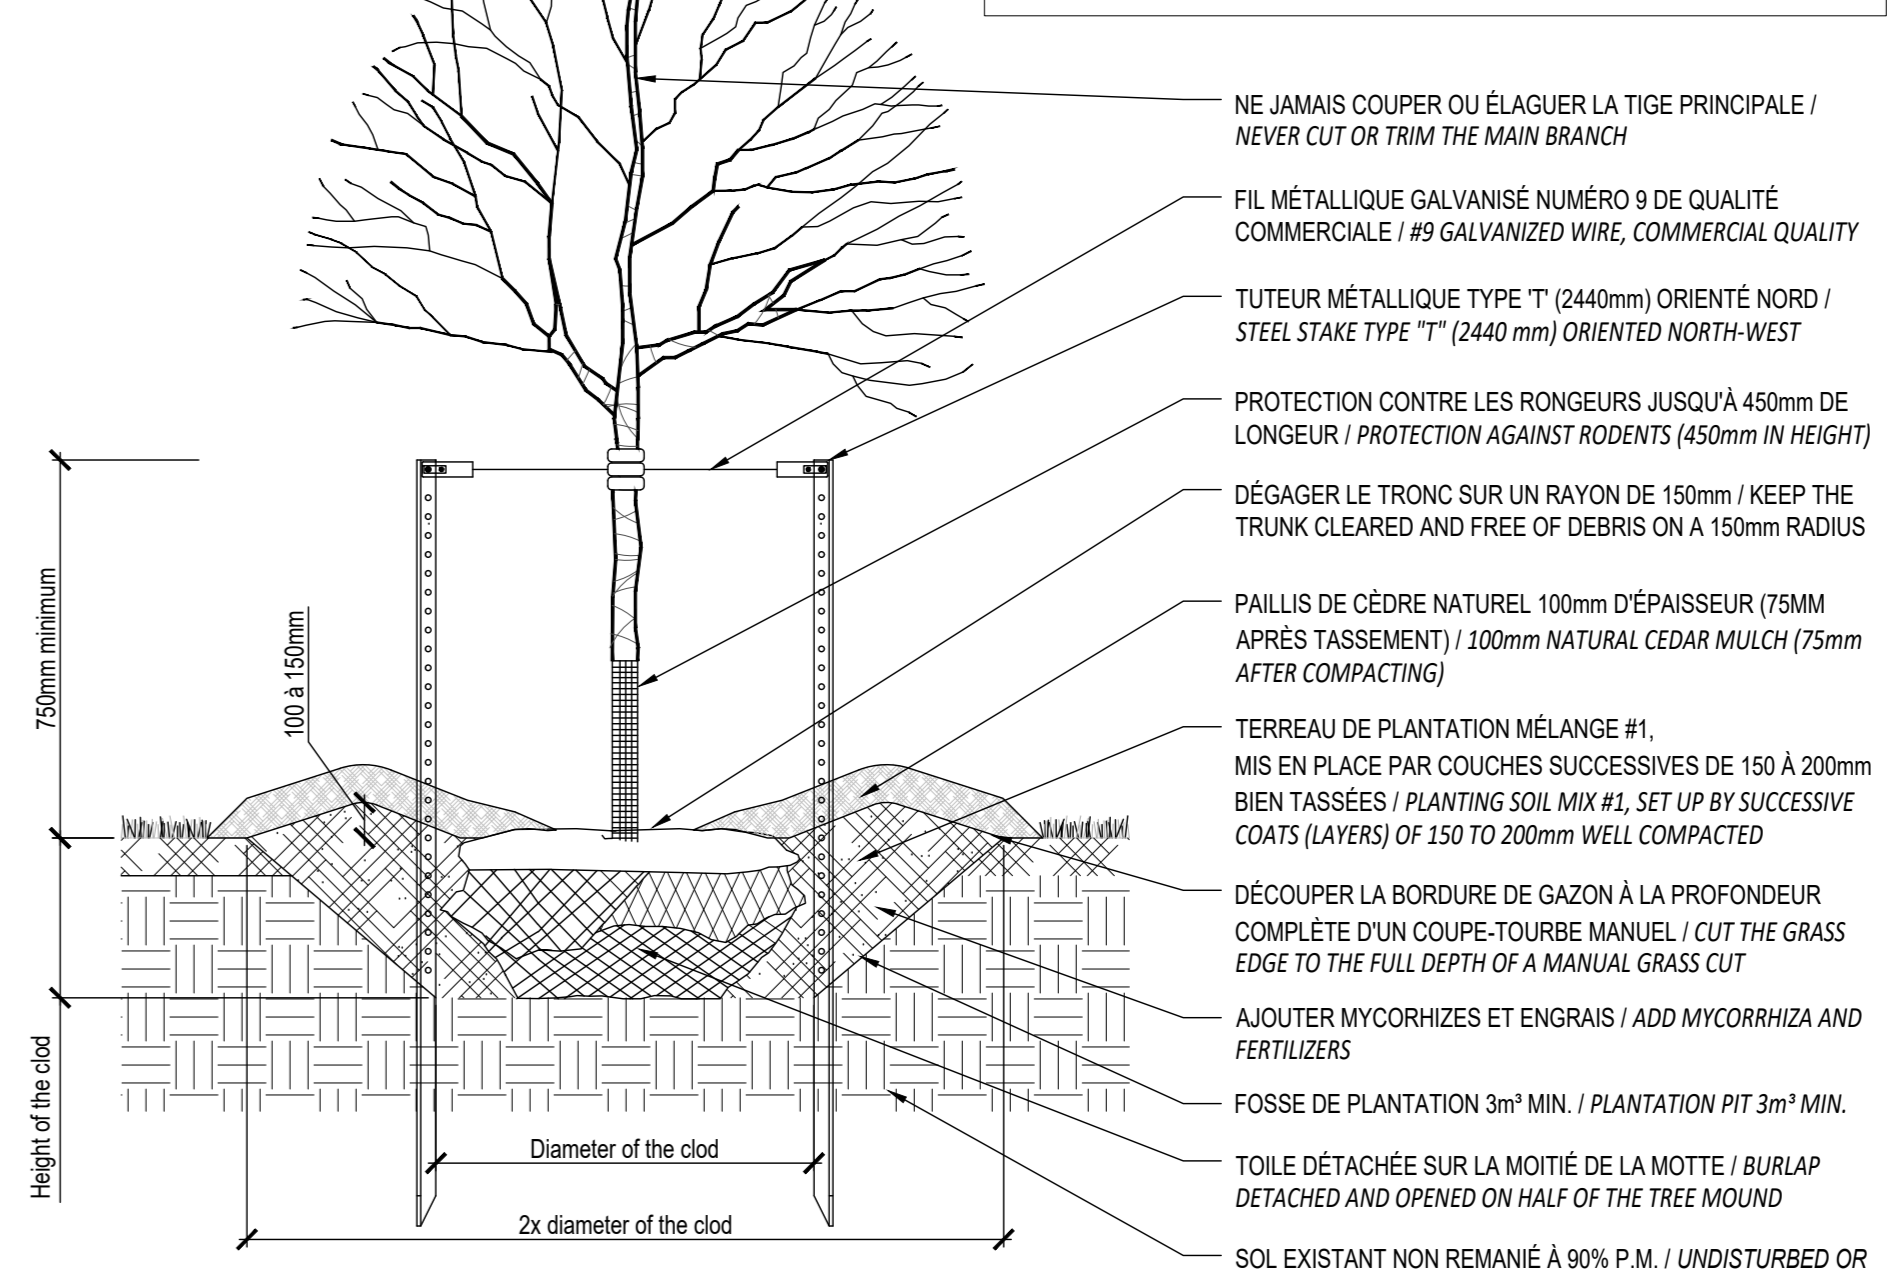 NE JAMAIS COUPER OU ÉLAGUER LA TIGE PRINCIPALE /
NEVER CUT OR TRIM THE MAIN BRANCH
FIL MÉTALLIQUE GALVANISÉ NUMÉRO 9 DE QUALITÉ
COMMERCIALE / #9 GALVANIZED WIRE, COMMERCIAL QUALITY
TUTEUR MÉTALLIQUE TYPE 'T' (2440mm) ORIENTÉ NORD /
STEEL STAKE TYPE "T" (2440 mm) ORIENTED NORTH-WEST
PROTECTION CONTRE LES RONGEURS JUSQU'À 450mm DE
LONGEUR / PROTECTION AGAINST RODENTS (450mm IN HEIGHT)
DÉGAGER LE TRONC SUR UN RAYON DE 150mm / KEEP THE
TRUNK CLEARED AND FREE OF DEBRIS ON A 150mm RADIUS
PAILLIS DE CÈDRE NATUREL 100mm D'ÉPAISSEUR (75MM
APRÈS TASSEMENT) / 100mm NATURAL CEDAR MULCH (75mm
AFTER COMPACTING)
TERREAU DE PLANTATION MÉLANGE #1,
MIS EN PLACE PAR COUCHES SUCCESSIVES DE 150 À 200mm
BIEN TASSÉES / PLANTING SOIL MIX #1, SET UP BY SUCCESSIVE
COATS (LAYERS) OF 150 TO 200mm WELL COMPACTED
DÉCOUPER LA BORDURE DE GAZON À LA PROFONDEUR
COMPLÈTE D'UN COUPE-TOURBE MANUEL / CUT THE GRASS
EDGE TO THE FULL DEPTH OF A MANUAL GRASS CUT
AJOUTER MYCORHIZES ET ENGRAIS / ADD MYCORRHIZA AND
FERTILIZERS
FOSSE DE PLANTATION 3m³ MIN. / PLANTATION PIT 3m³ MIN.
TOILE DÉTACHÉE SUR LA MOITIÉ DE LA MOTTE / BURLAP
DETACHED AND OPENED ON HALF OF THE TREE MOUND
SOL EXISTANT NON REMANIÉ À 90% P.M. / UNDISTURBED OR
750mm minimum
100 à 150mm
Height of the clod
Diameter of the clod
2x diameter of the clod